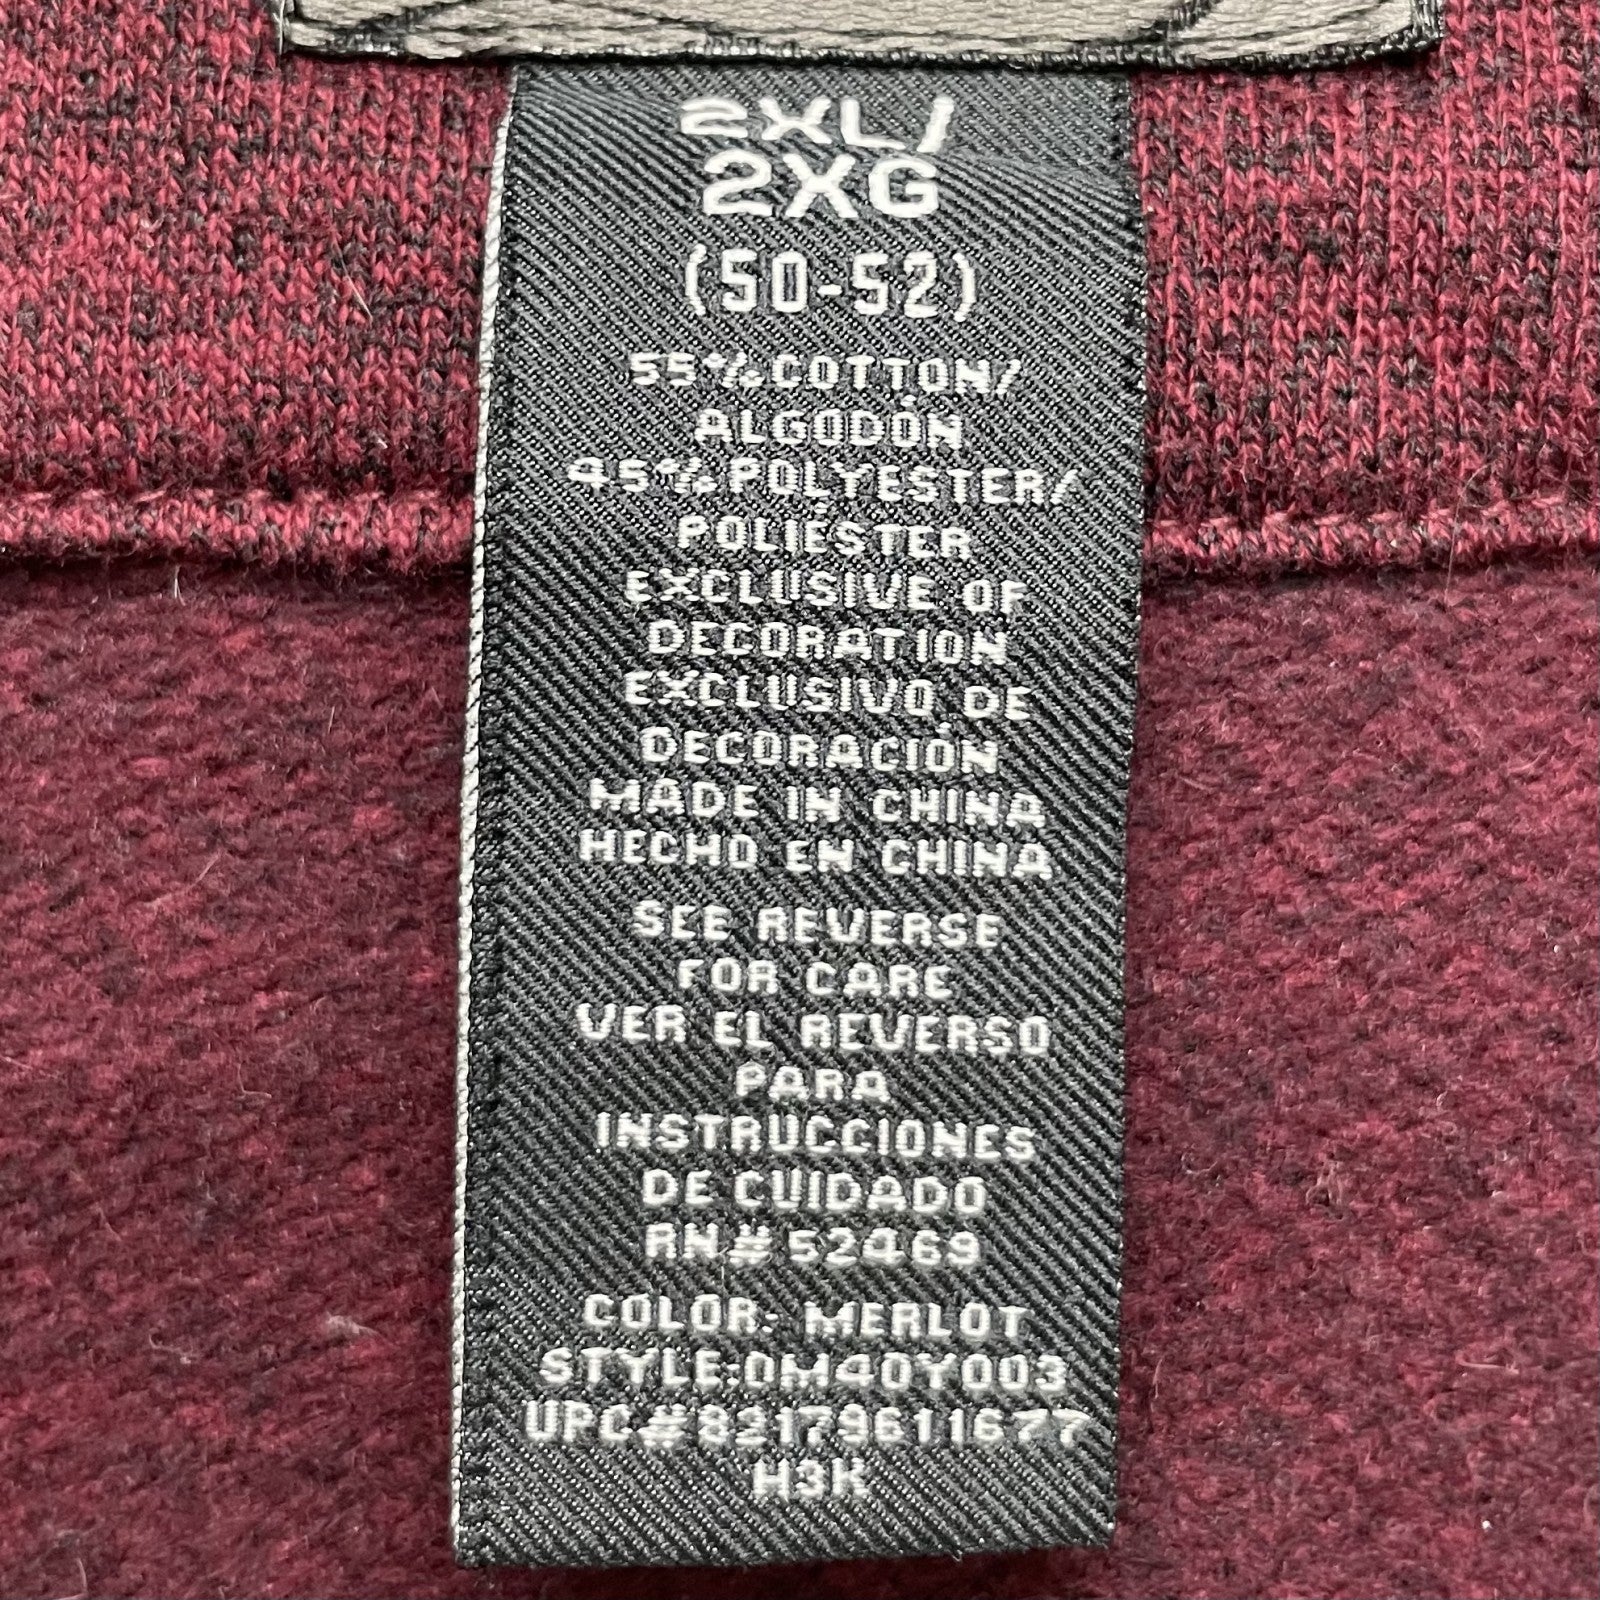 2XL/
2XG
(50-52)
55% COTTON/
ALGODÓN
45% POLYESTER/
POLIÉSTER
EXCLUSIVE OF
DECORATION
EXCLUSIVO DE
DECORACIÓN
MADE IN CHINA
HECHO EN CHINA
SEE REVERSE
FOR CARE
VER EL REVERSO
PARA
INSTRUCCIONES
DE CUIDADO
RN# 52469
COLOR: MERLOT
STYLE:0M40Y003
UPC#82179611677
H3K